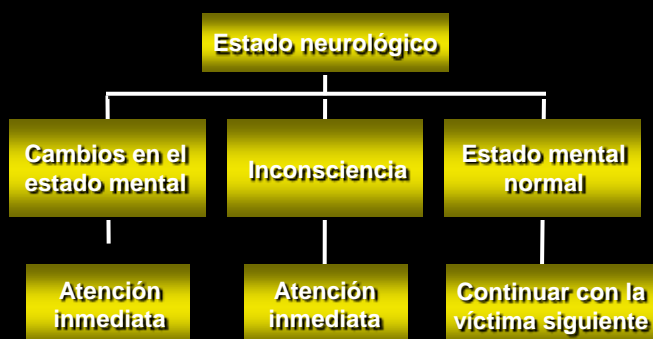 Estado neurológico
Cambios en el
estado mental
Inconsciencia
Estado mental
normal
Atención
inmediata
Atención
inmediata
Continuar con la
víctima siguiente